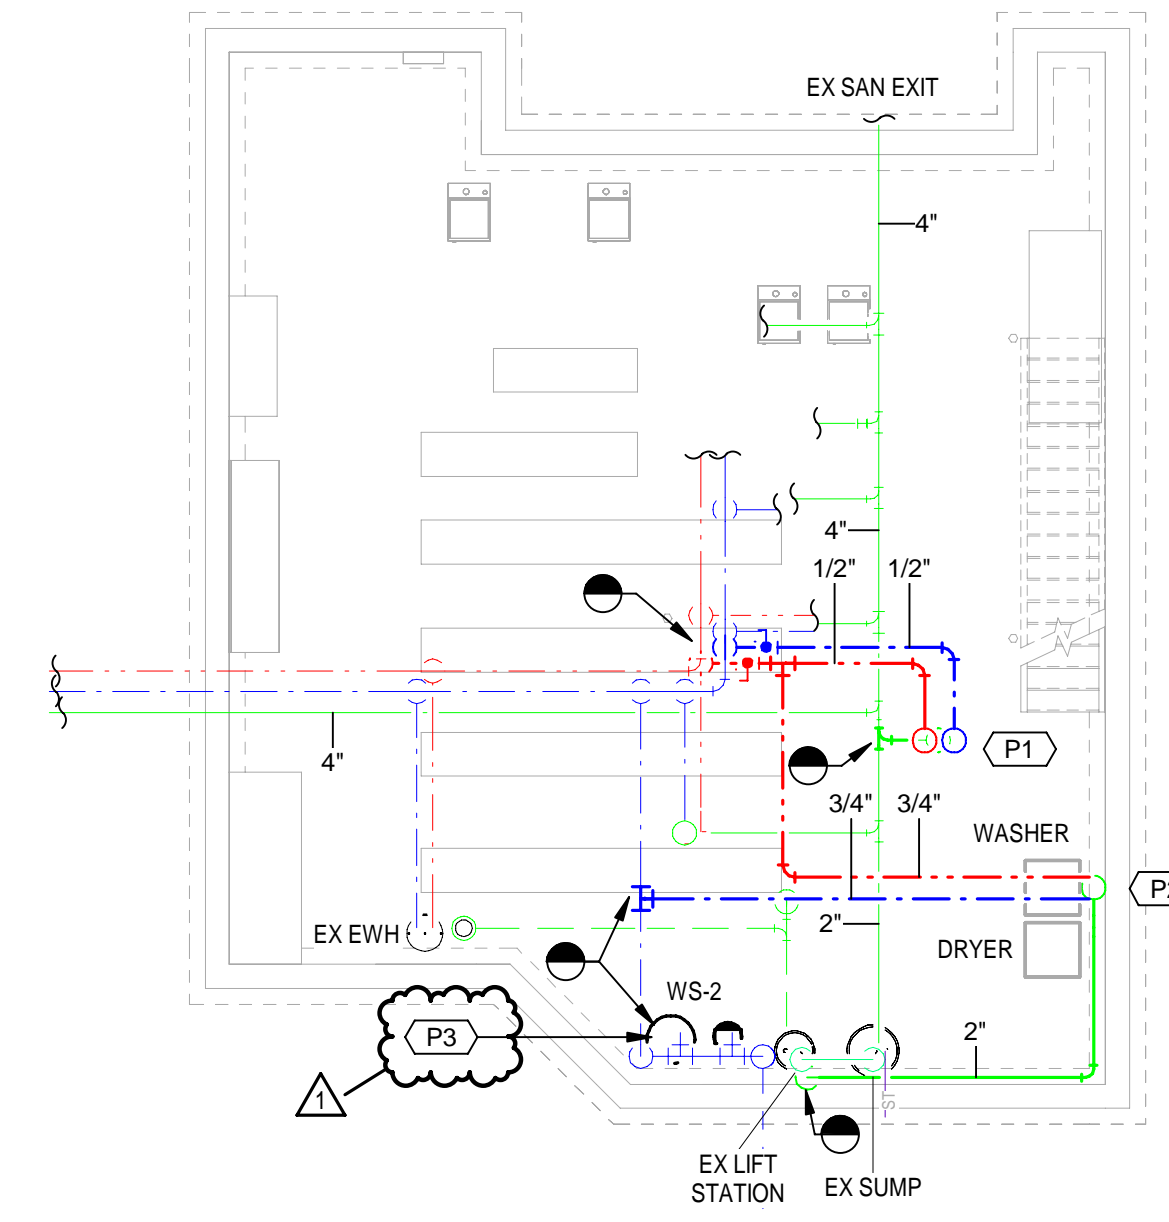 EX SAN EXIT
4"
4"
1/2"
1/2"
P1
4"
3/4"
3/4"
WASHER
P2
2"
EX EWH
DRYER
WS-2
P3
2"
1
ST
EX LIFT
STATION
EX SUMP